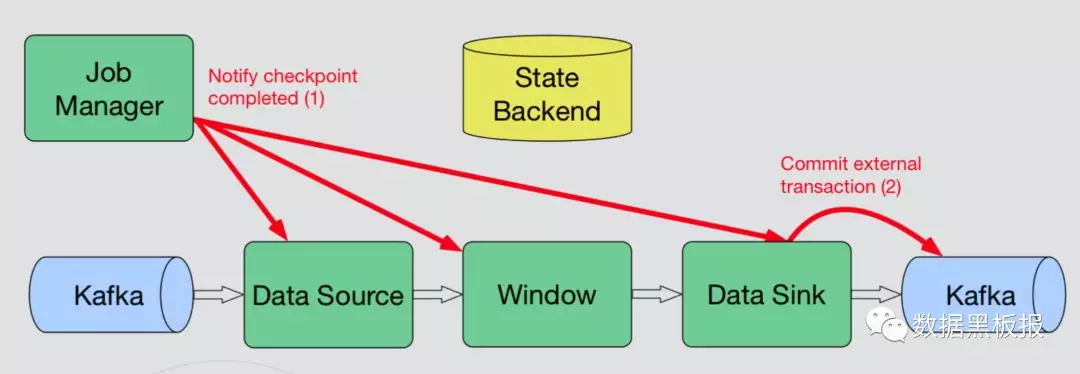 Job
Manager
Notify checkpoint
completed (1)
State
Backend
Commit external
transaction (2)
Kafka
Data Source
Window
Data Sink
Kafka
数据黑板报